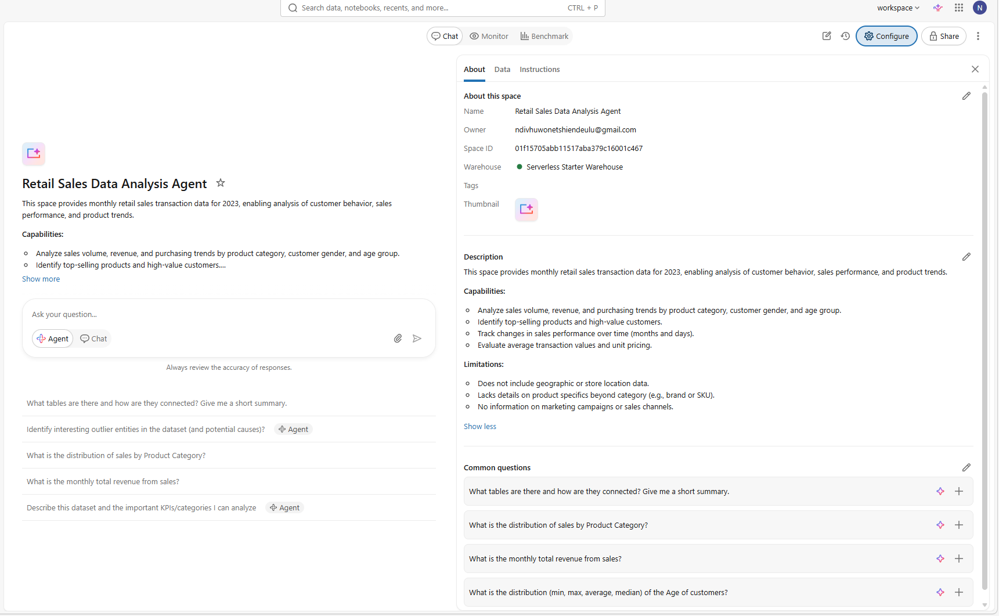 Search data, notebooks, recents, and more...
CTRL + P
workspace
N
Chat
Monitor
Benchmark
Configure
Share
Retail Sales Data Analysis Agent
This space provides monthly retail sales transaction data for 2023, enabling analysis of customer behavior, sales
performance, and product trends.
Capabilities:
Analyze sales volume, revenue, and purchasing trends by product category, customer gender, and age group.
Identify top-selling products and high-value customers....
Show more
Ask your question...
Agent
Chat
Always review the accuracy of responses.
What tables are there and how are they connected? Give me a short summary.
Identify interesting outlier entities in the dataset (and potential causes)?
Agent
What is the distribution of sales by Product Category?
What is the monthly total revenue from sales?
Describe this dataset and the important KPIs/categories I can analyze
Agent
About
Data
Instructions
About this space
Name
Retail Sales Data Analysis Agent
Owner
ndivhuwonetshiendeulu@gmail.com
Space ID
01f15705abb11517aba379c16001c467
Warehouse
Serverless Starter Warehouse
Tags
Thumbnail
Description
This space provides monthly retail sales transaction data for 2023, enabling analysis of customer behavior, sales performance, and product trends.
Capabilities:
Analyze sales volume, revenue, and purchasing trends by product category, customer gender, and age group.
Identify top-selling products and high-value customers.
Track changes in sales performance over time (months and days).
Evaluate average transaction values and unit pricing.
Limitations:
Does not include geographic or store location data.
Lacks details on product specifics beyond category (e.g., brand or SKU).
No information on marketing campaigns or sales channels.
Show less
Common questions
What tables are there and how are they connected? Give me a short summary.
What is the distribution of sales by Product Category?
What is the monthly total revenue from sales?
What is the distribution (min, max, average, median) of the Age of customers?